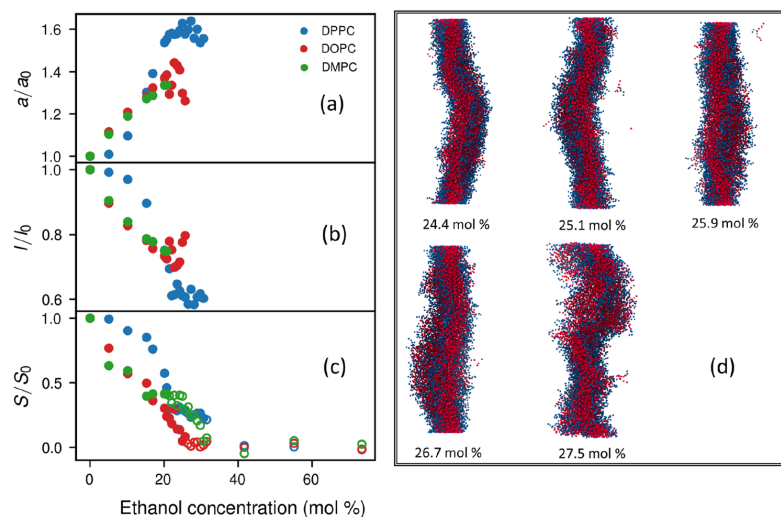 1.6
1.4
1.2
1.0
a/a₀
DPPC
DOPC
DMPC
(a)
1.0
0.8
0.6
l/l₀
(b)
1.0
0.5
0.0
S/S₀
(c)
0 20 40 60
Ethanol concentration (mol %)
24.4 mol % 25.1 mol % 25.9 mol %
26.7 mol % 27.5 mol %
(d)